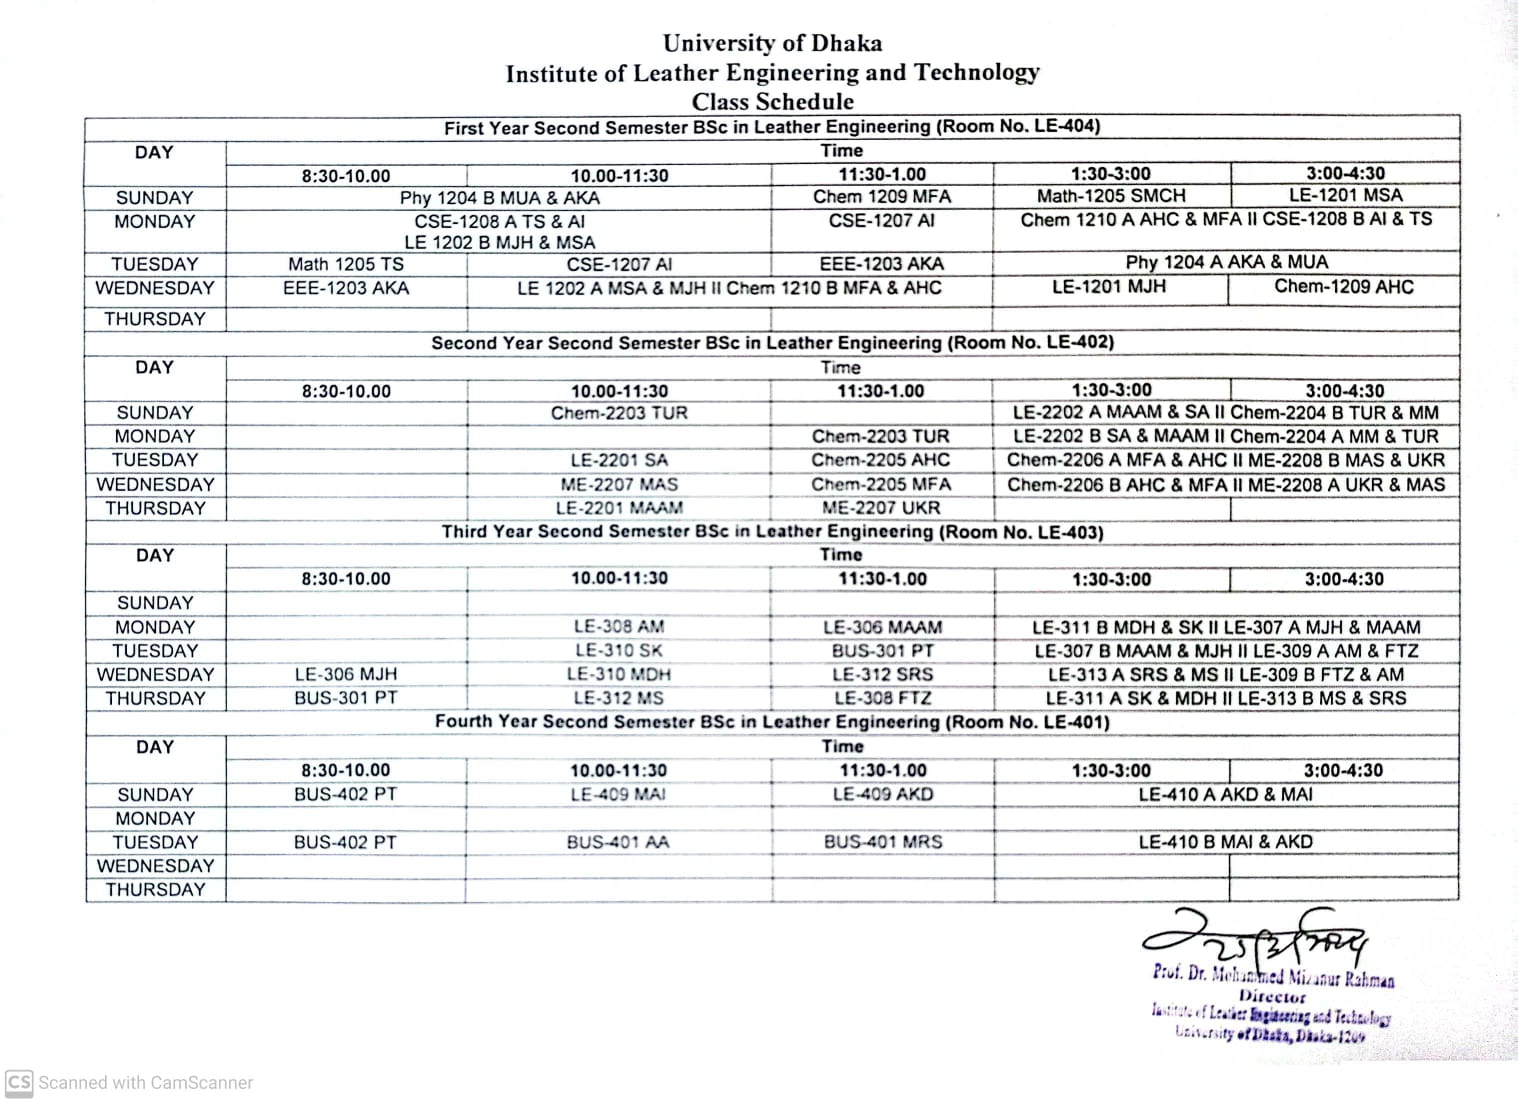 University of Dhaka
Institute of Leather Engineering and Technology
Class Schedule
First Year Second Semester BSc in Leather Engineering (Room No. LE-404)
DAY Time
8:30-10.00 10.00-11:30 11:30-1.00 1:30-3:00 3:00-4:30
SUNDAY Phy 1204 B MUA & AKA Chem 1209 MFA Math-1205 SMCH LE-1201 MSA
MONDAY CSE-1208 A TS & AI CSE-1207 AI Chem 1210 A AHC & MFA II CSE-1208 B AI & TS
LE 1202 B MJH & MSA
TUESDAY Math 1205 TS CSE-1207 AI EEE-1203 AKA Phy 1204 A AKA & MUA
WEDNESDAY EEE-1203 AKA LE 1202 A MSA & MJH II Chem 1210 B MFA & AHC LE-1201 MJH Chem-1209 AHC
THURSDAY
Second Year Second Semester BSc in Leather Engineering (Room No. LE-402)
DAY Time
8:30-10.00 10.00-11:30 11:30-1.00 1:30-3:00 3:00-4:30
SUNDAY Chem-2203 TUR LE-2202 A MAAM & SA II Chem-2204 B TUR & MM
MONDAY Chem-2203 TUR LE-2202 B SA & MAAM II Chem-2204 A MM & TUR
TUESDAY LE-2201 SA Chem-2205 AHC Chem-2206 A MFA & AHC II ME-2208 B MAS & UKR
WEDNESDAY ME-2207 MAS Chem-2205 MFA Chem-2206 B AHC & MFA II ME-2208 A UKR & MAS
THURSDAY LE-2201 MAAM ME-2207 UKR
Third Year Second Semester BSc in Leather Engineering (Room No. LE-403)
DAY Time
8:30-10.00 10.00-11:30 11:30-1.00 1:30-3:00 3:00-4:30
SUNDAY
MONDAY LE-308 AM LE-306 MAAM LE-311 B MDH & SK II LE-307 A MJH & MAAM
TUESDAY LE-310 SK BUS-301 PT LE-307 B MAAM & MJH II LE-309 A AM & FTZ
WEDNESDAY LE-306 MJH LE-310 MDH LE-312 SRS LE-313 A SRS & MS II LE-309 B FTZ & AM
THURSDAY BUS-301 PT LE-312 MS LE-308 FTZ LE-311 A SK & MDH II LE-313 B MS & SRS
Fourth Year Second Semester BSc in Leather Engineering (Room No. LE-401)
DAY Time
8:30-10.00 10.00-11:30 11:30-1.00 1:30-3:00 3:00-4:30
SUNDAY BUS-402 PT LE-409 MAI LE-409 AKD LE-410 A AKD & MAI
MONDAY
TUESDAY BUS-402 PT BUS-401 AA BUS-401 MRS LE-410 B MAI & AKD
WEDNESDAY
THURSDAY
Prof. Dr. Mohammed Mizanur Rahman
Director
Institute of Leather Engineering and Technology
University of Dhaka, Dhaka-1209
CS Scanned with CamScanner